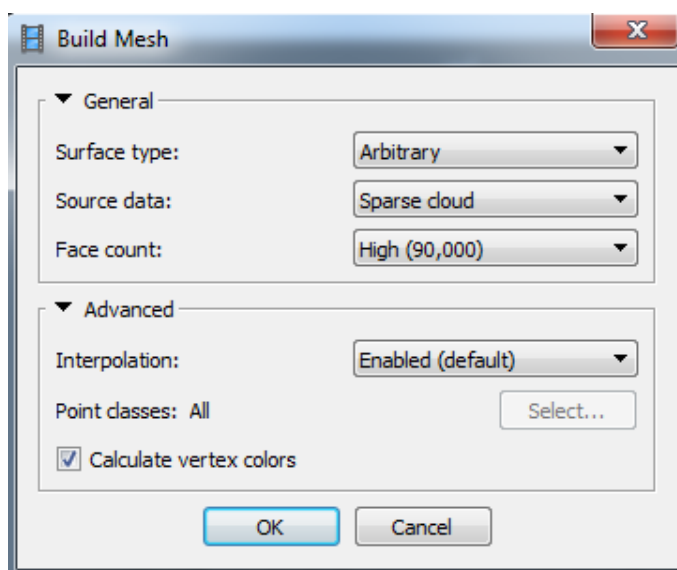 Build Mesh
General
Surface type: Arbitrary
Source data: Sparse cloud
Face count: High (90,000)
Advanced
Interpolation: Enabled (default)
Point classes: All Select...
Calculate vertex colors
OK Cancel